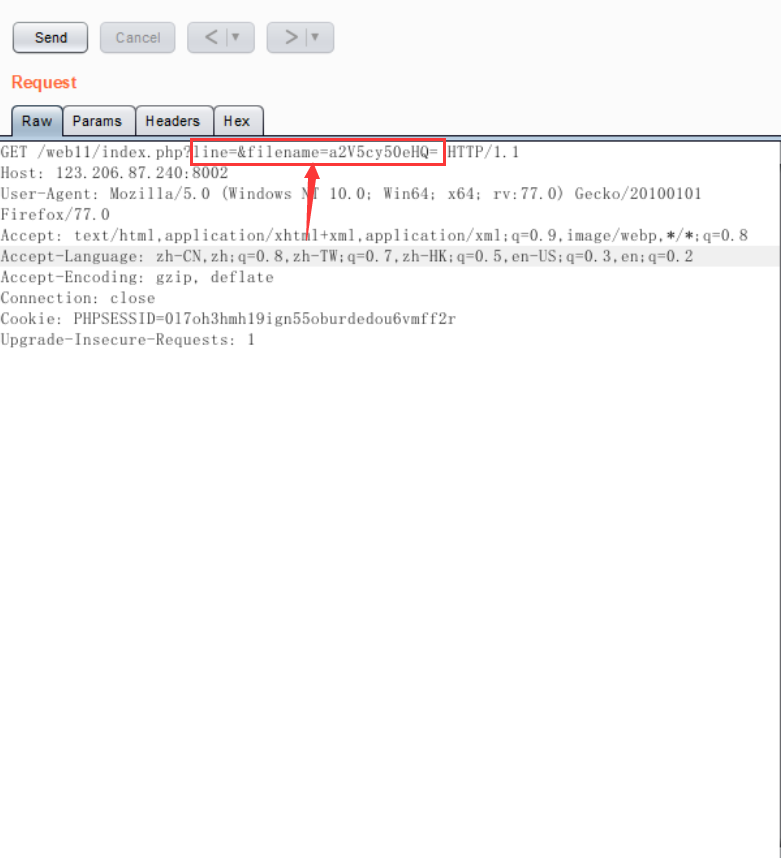 Send Cancel < | ▼ > | ▼
Request
Raw Params Headers Hex
GET /web11/index.php?line=&filename=a2V5cy50eHQ= HTTP/1.1
Host: 123.206.87.240:8002
User-Agent: Mozilla/5.0 (Windows NT 10.0; Win64; x64; rv:77.0) Gecko/20100101
Firefox/77.0
Accept: text/html,application/xhtml+xml,application/xml;q=0.9,image/webp,*/*;q=0.8
Accept-Language: zh-CN,zh;q=0.8,zh-TW;q=0.7,zh-HK;q=0.5,en-US;q=0.3,en;q=0.2
Accept-Encoding: gzip, deflate
Connection: close
Cookie: PHPSESSID=0l7oh3hmh19ign55oburdedou6vmff2r
Upgrade-Insecure-Requests: 1